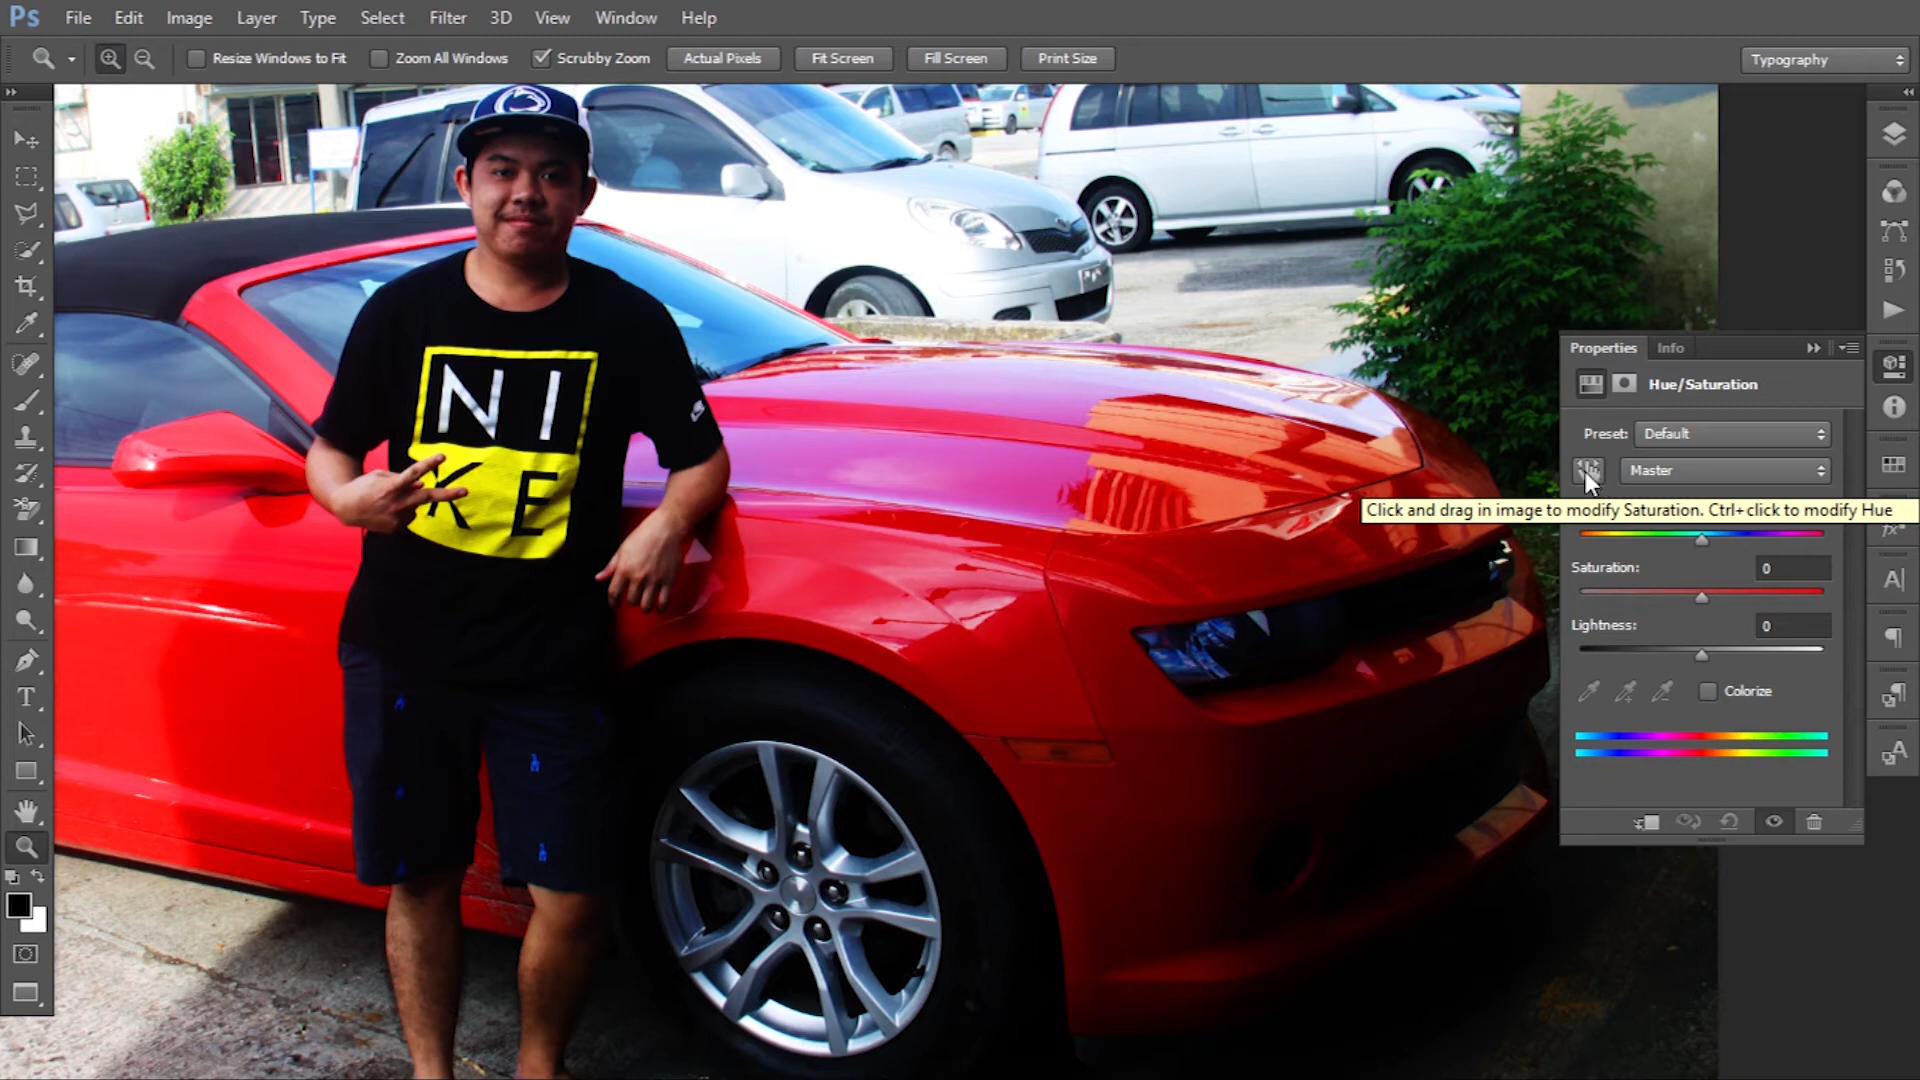 Ps File Edit Image Layer Type Select Filter 3D View Window Help
Resize Windows to Fit Zoom All Windows Scrubby Zoom Actual Pixels Fit Screen Fill Screen Print Size Typography
NI
KE
Properties Info
Hue/Saturation
Preset: Default
Master
Click and drag in image to modify Saturation. Ctrl+click to modify Hue
Saturation: 0
Lightness: 0
Colorize